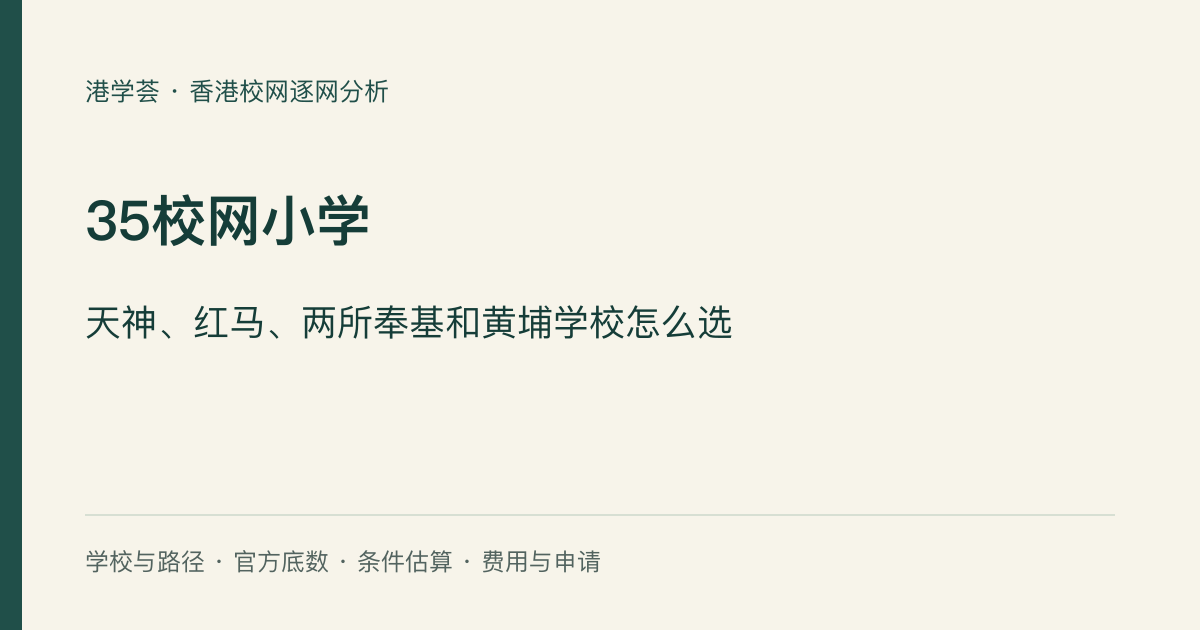 港学荟 · 香港校网逐网分析
35校网小学
天神、红马、两所奉基和黄埔学校怎么选
学校与路径 · 官方底数 · 条件估算 · 费用与申请